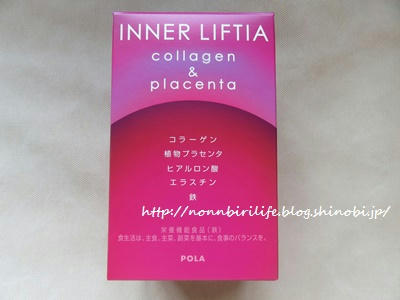 INNER LIFTIA
collagen
&
placenta
コラーゲン
植物プラセンタ
ヒアルロン酸
エラスチン
鉄
http://nonnbirilife.blog.shinobi.jp/
栄養機能食品(鉄)
食生活は、主食、主菜、副菜を基本に、食事のバランスを。
POLA